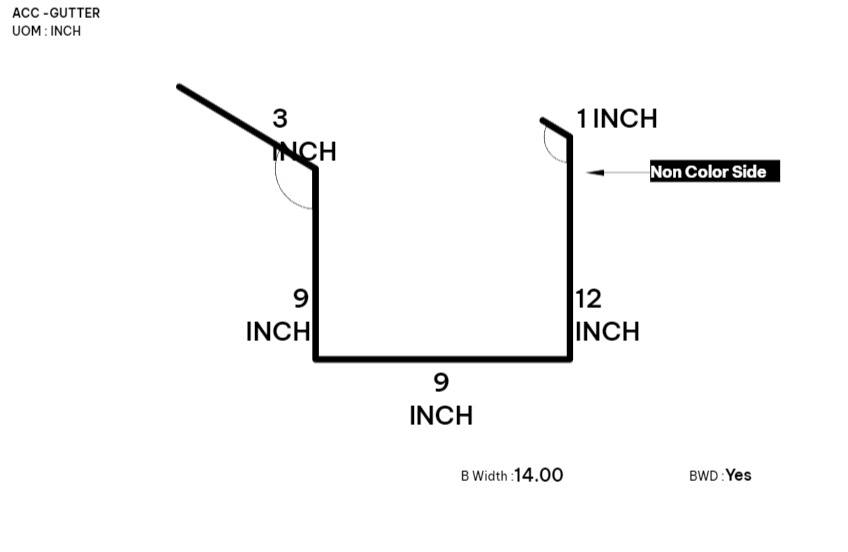 ACC -GUTTER
UOM : INCH
3
INCH
1 INCH
Non Color Side
9
INCH
12
INCH
9
INCH
B Width :14.00
BWD :Yes